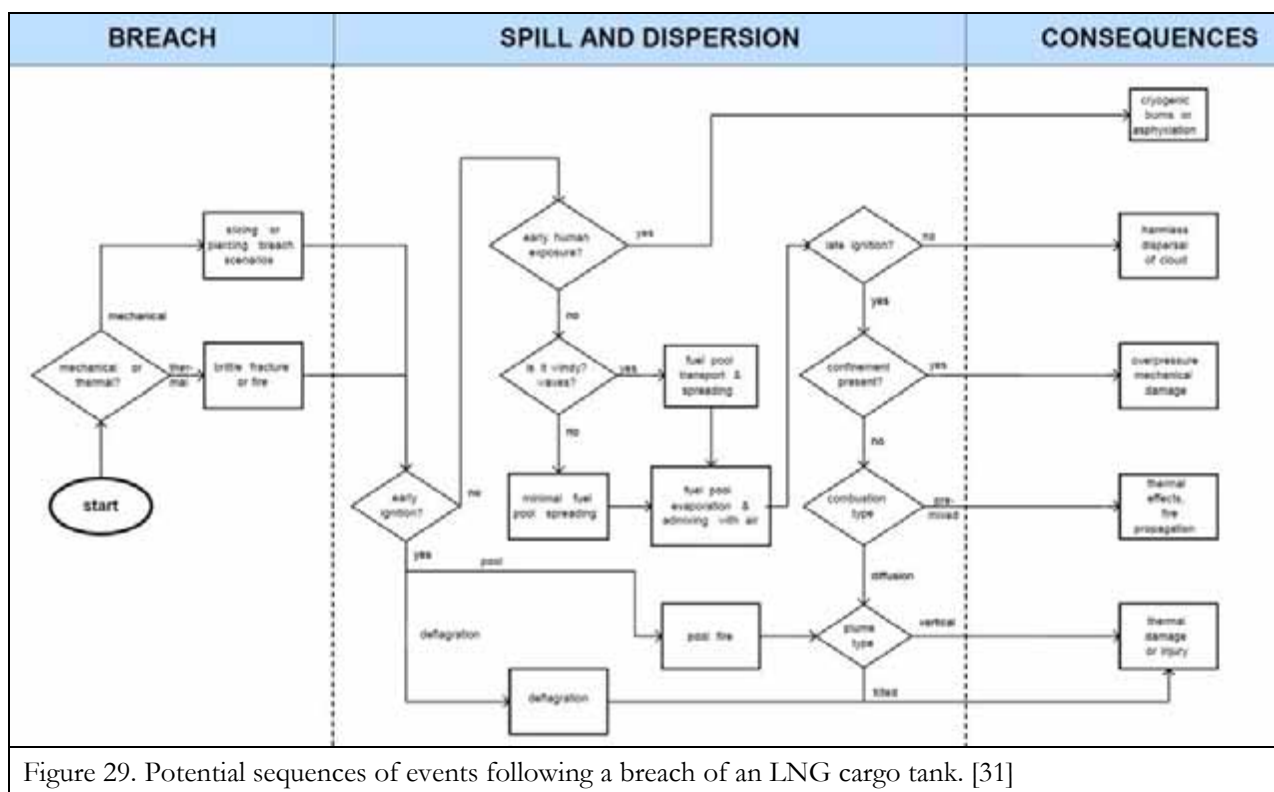 BREACH
SPILL AND DISPERSION
CONSEQUENCES
cryogenic
burns or
asphyxiation
slicing or
piercing breach
scenarios
early human
exposure?
yes
late ignition?
no
harmless
dispersal
of cloud
mechanical
no
yes
mechanical or
thermal?
ther-
mal
brittle fracture
or fire
is it windy?
waves?
yes
fuel pool
transport &
spreading
confinement
present?
yes
overpressure
mechanical
damage
no
no
start
early
ignition?
no
minimal fuel
pool spreading
fuel pool
evaporation &
admixing with air
combustion
type
pre-
mixed
thermal
effects,
fire
propagation
yes
pool
diffusion
deflagration
pool fire
plume
type
vertical
thermal
damage
or injury
deflagration
tilted
Figure 29. Potential sequences of events following a breach of an LNG cargo tank. [31]